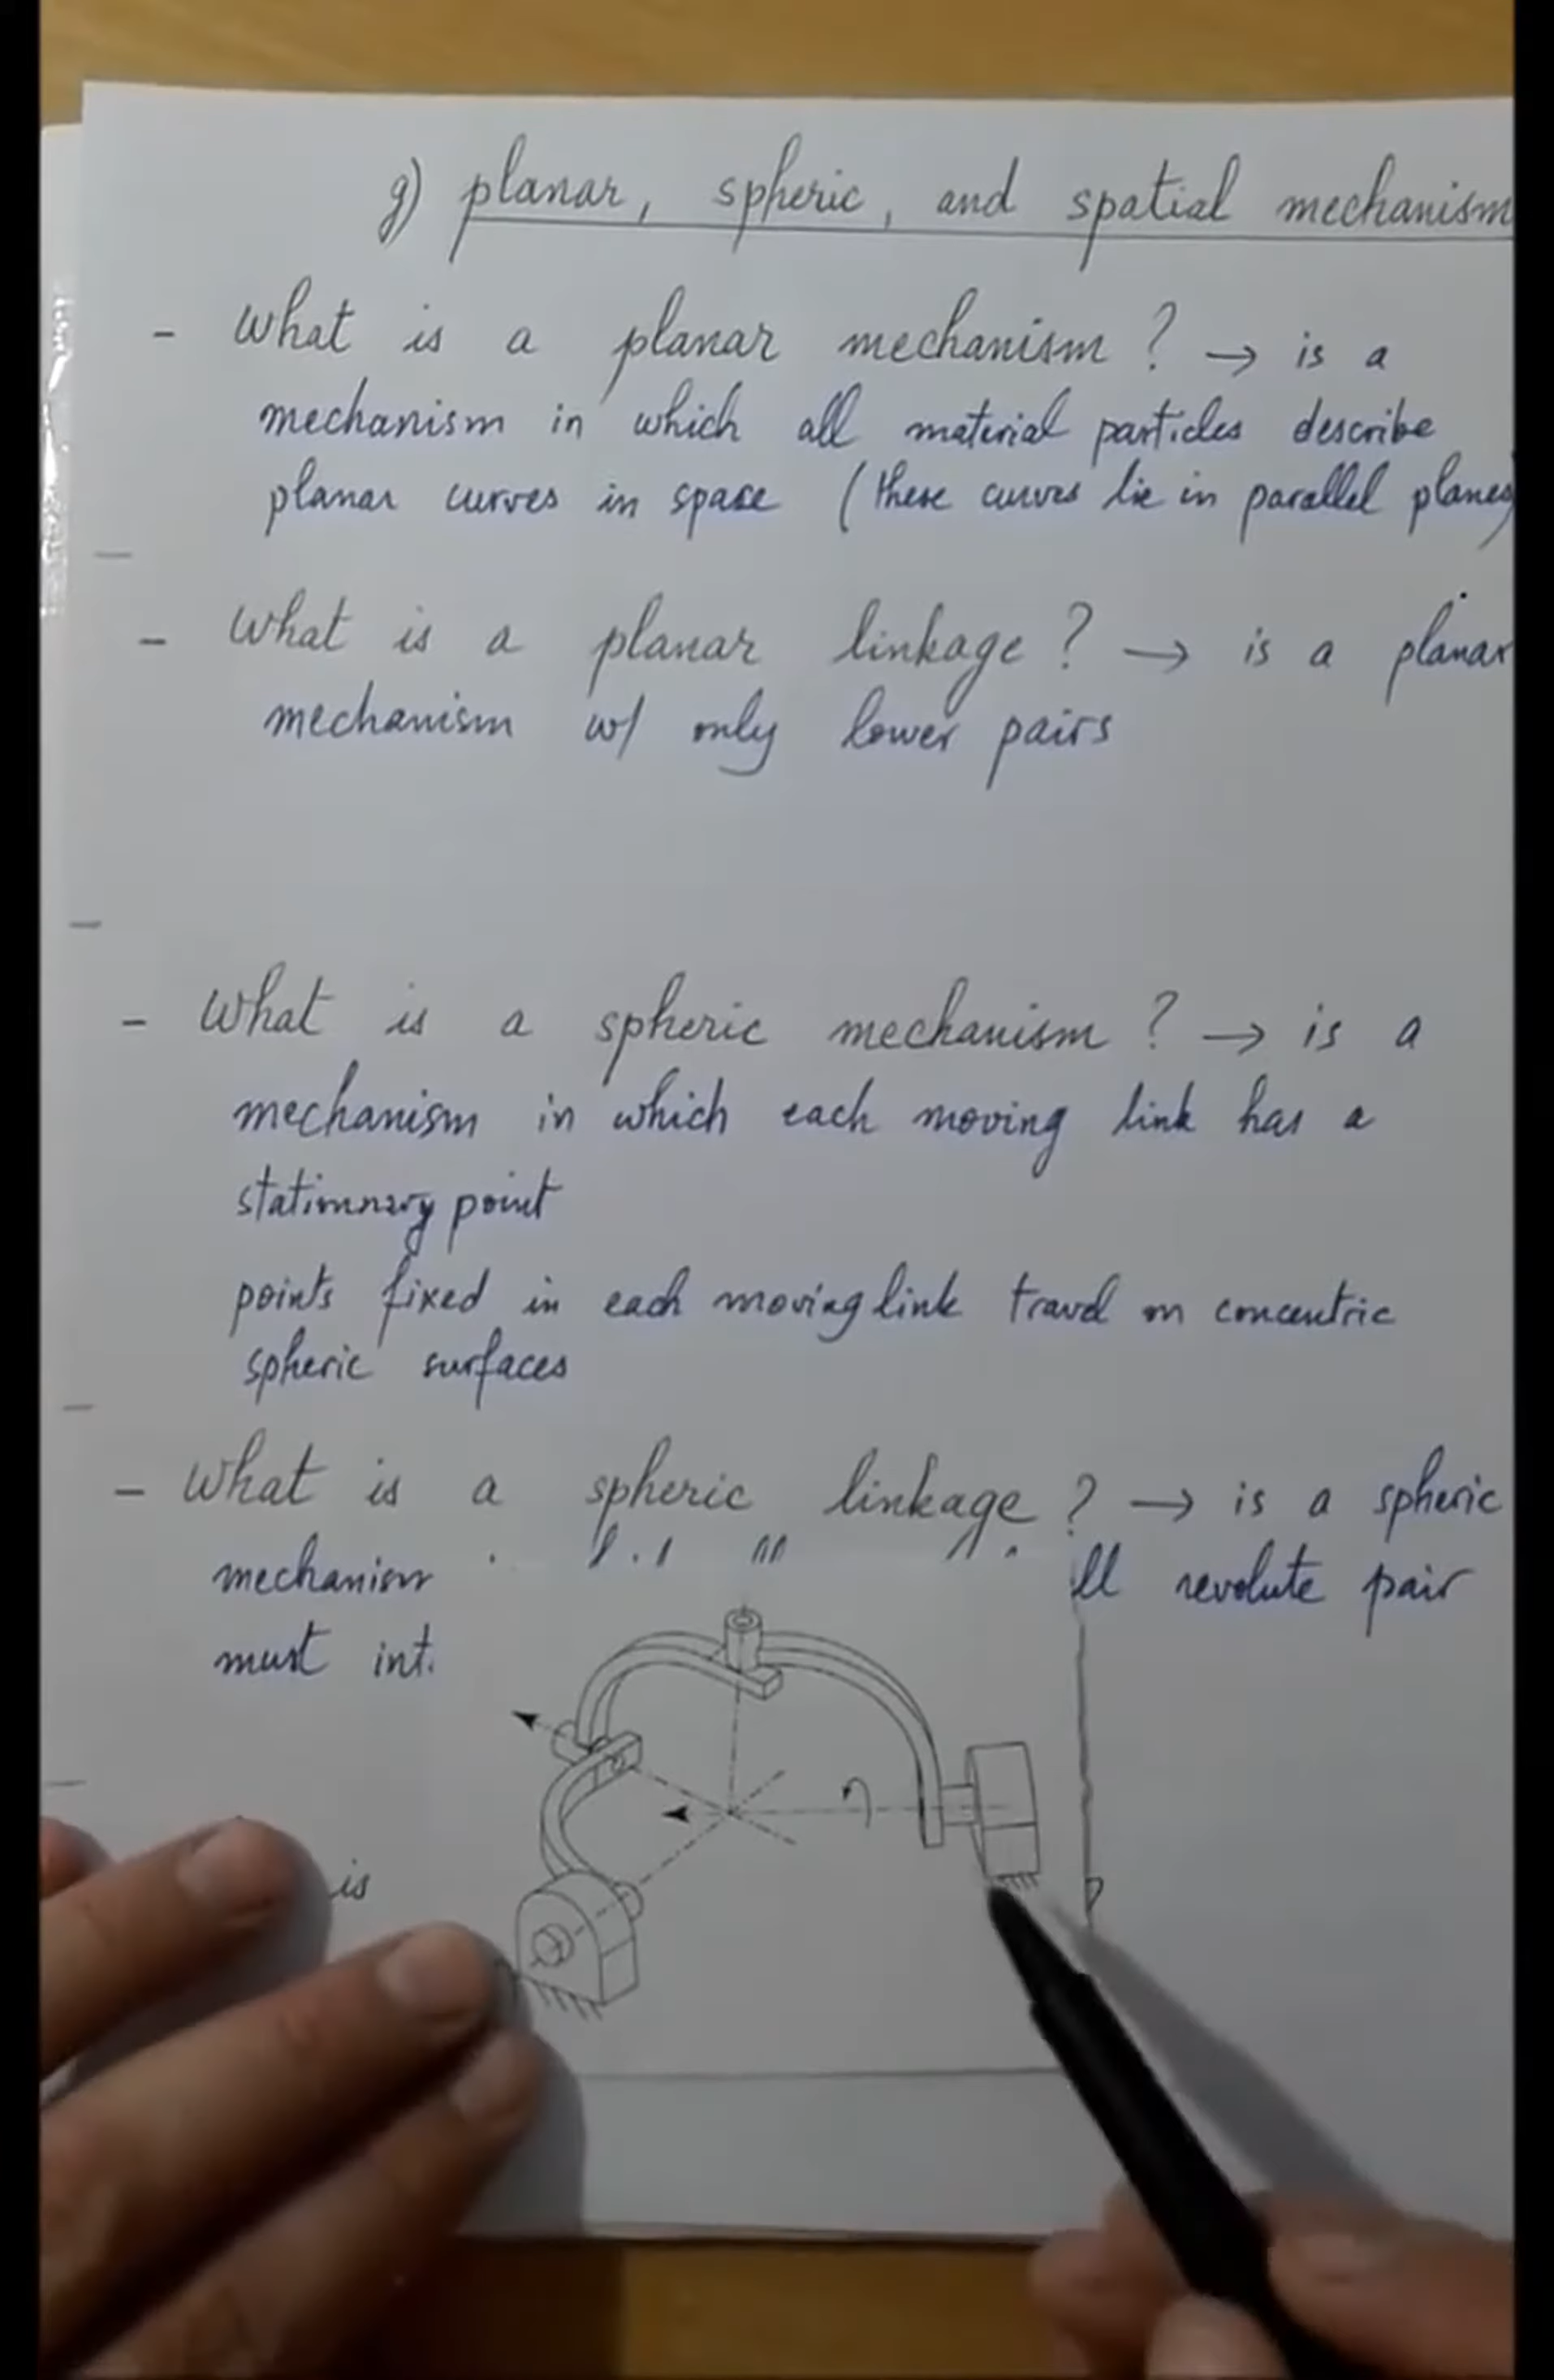 g) planar, spheric, and spatial mechanism
- What is a planar mechanism? → is a
mechanism in which all material particles describe
planar curves in space (these curves lie in parallel planes)
- What is a planar linkage? → is a planar
mechanism w/ only lower pairs
- What is a spheric mechanism? → is a
mechanism in which each moving link has a
stationary point
points fixed in each moving link travel on concentric
spheric surfaces
- What is a spheric linkage? → is a spheric
mechanism revolute pair
must
is